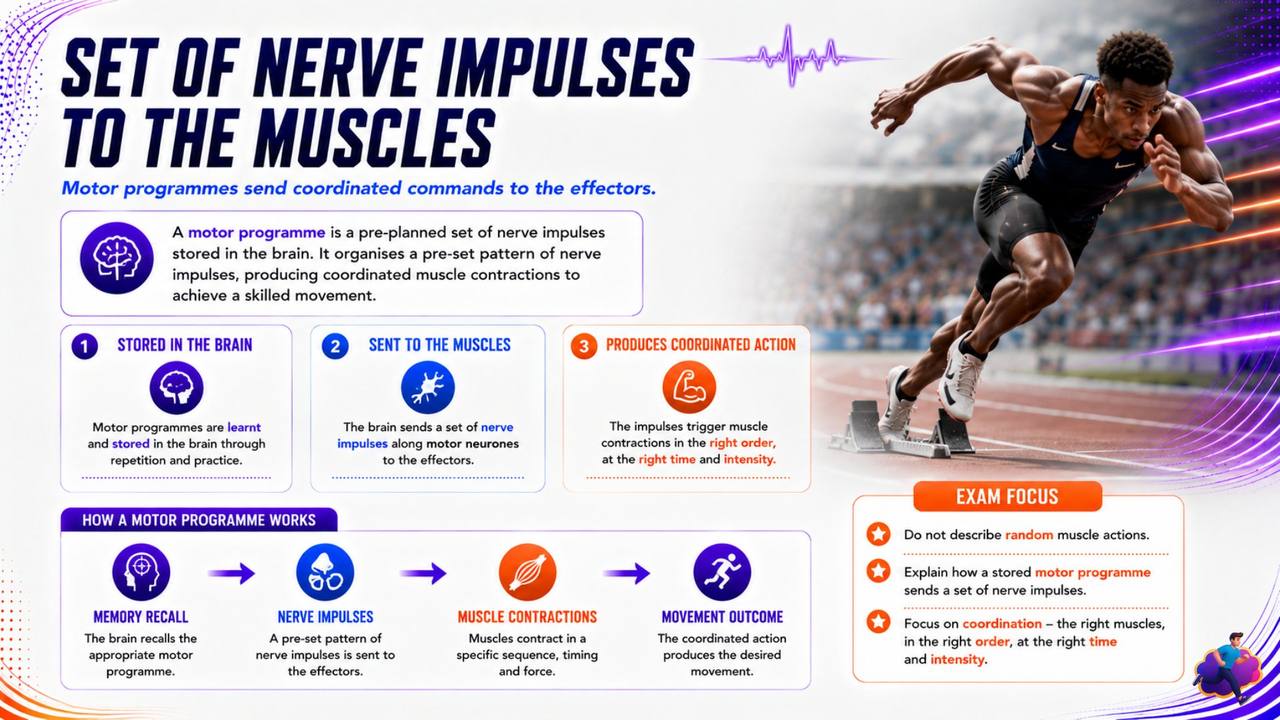 SET OF NERVE IMPULSES
TO THE MUSCLES
Motor programmes send coordinated commands to the effectors.
A motor programme is a pre-planned set of nerve impulses
stored in the brain. It organises a pre-set pattern of nerve
impulses, producing coordinated muscle contractions to
achieve a skilled movement.
1 STORED IN THE BRAIN
Motor programmes are learnt
and stored in the brain through
repetition and practice.
2 SENT TO THE MUSCLES
The brain sends a set of nerve
impulses along motor neurones
to the effectors.
3 PRODUCES COORDINATED ACTION
The impulses trigger muscle
contractions in the right order,
at the right time and intensity.
HOW A MOTOR PROGRAMME WORKS
MEMORY RECALL
The brain recalls the
appropriate motor
programme.
NERVE IMPULSES
A pre-set pattern of
nerve impulses is sent to
the effectors.
MUSCLE CONTRACTIONS
Muscles contract in a
specific sequence, timing
and force.
MOVEMENT OUTCOME
The coordinated action
produces the desired
movement.
EXAM FOCUS
Do not describe random muscle actions.
Explain how a stored motor programme
sends a set of nerve impulses.
Focus on coordination – the right muscles,
in the right order, at the right time
and intensity.